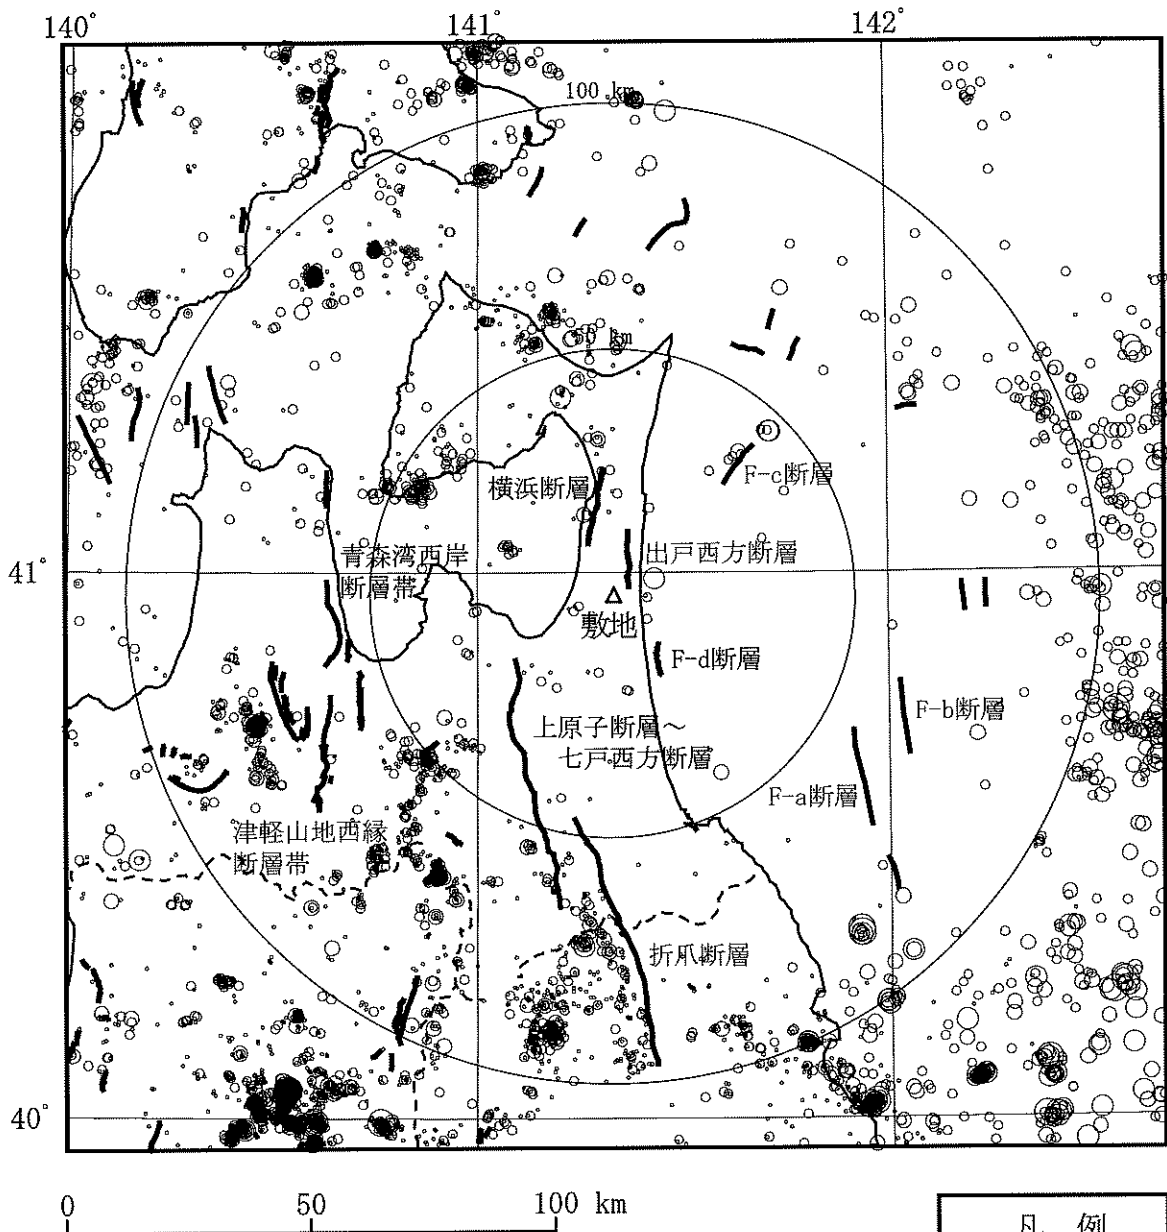 140°
141°
142°
100 km
50 km
F-c断層
横浜断層
出戸西方断層
青森湾西岸
断層帯
41°
敷地
F-d断層
F-b断層
上原子断層～
七戸西方断層
F-a断層
津軽山地西縁
断層帯
折爪断層
40°
0
50
100 km
凡 例